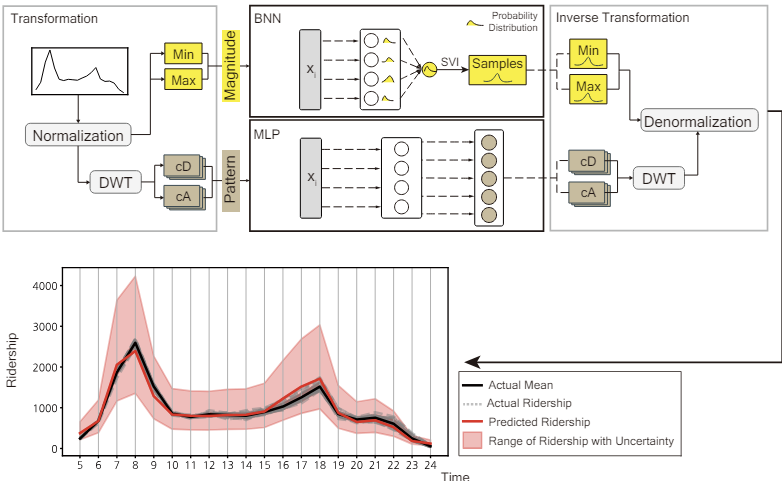 Transformation
Min
Max
Normalization
DWT
cD
cA
Magnitude
Pattern
BNN
Xi
Probability
Distribution
SVI
Samples
MLP
Xi
Inverse Transformation
Min
Max
Denormalization
cD
cA
DWT
Ridership
4000
3000
2000
1000
0
5 6 7 8 9 10 11 12 13 14 15 16 17 18 19 20 21 22 23 24
Time
Actual Mean
Actual Ridership
Predicted Ridership
Range of Ridership with Uncertainty